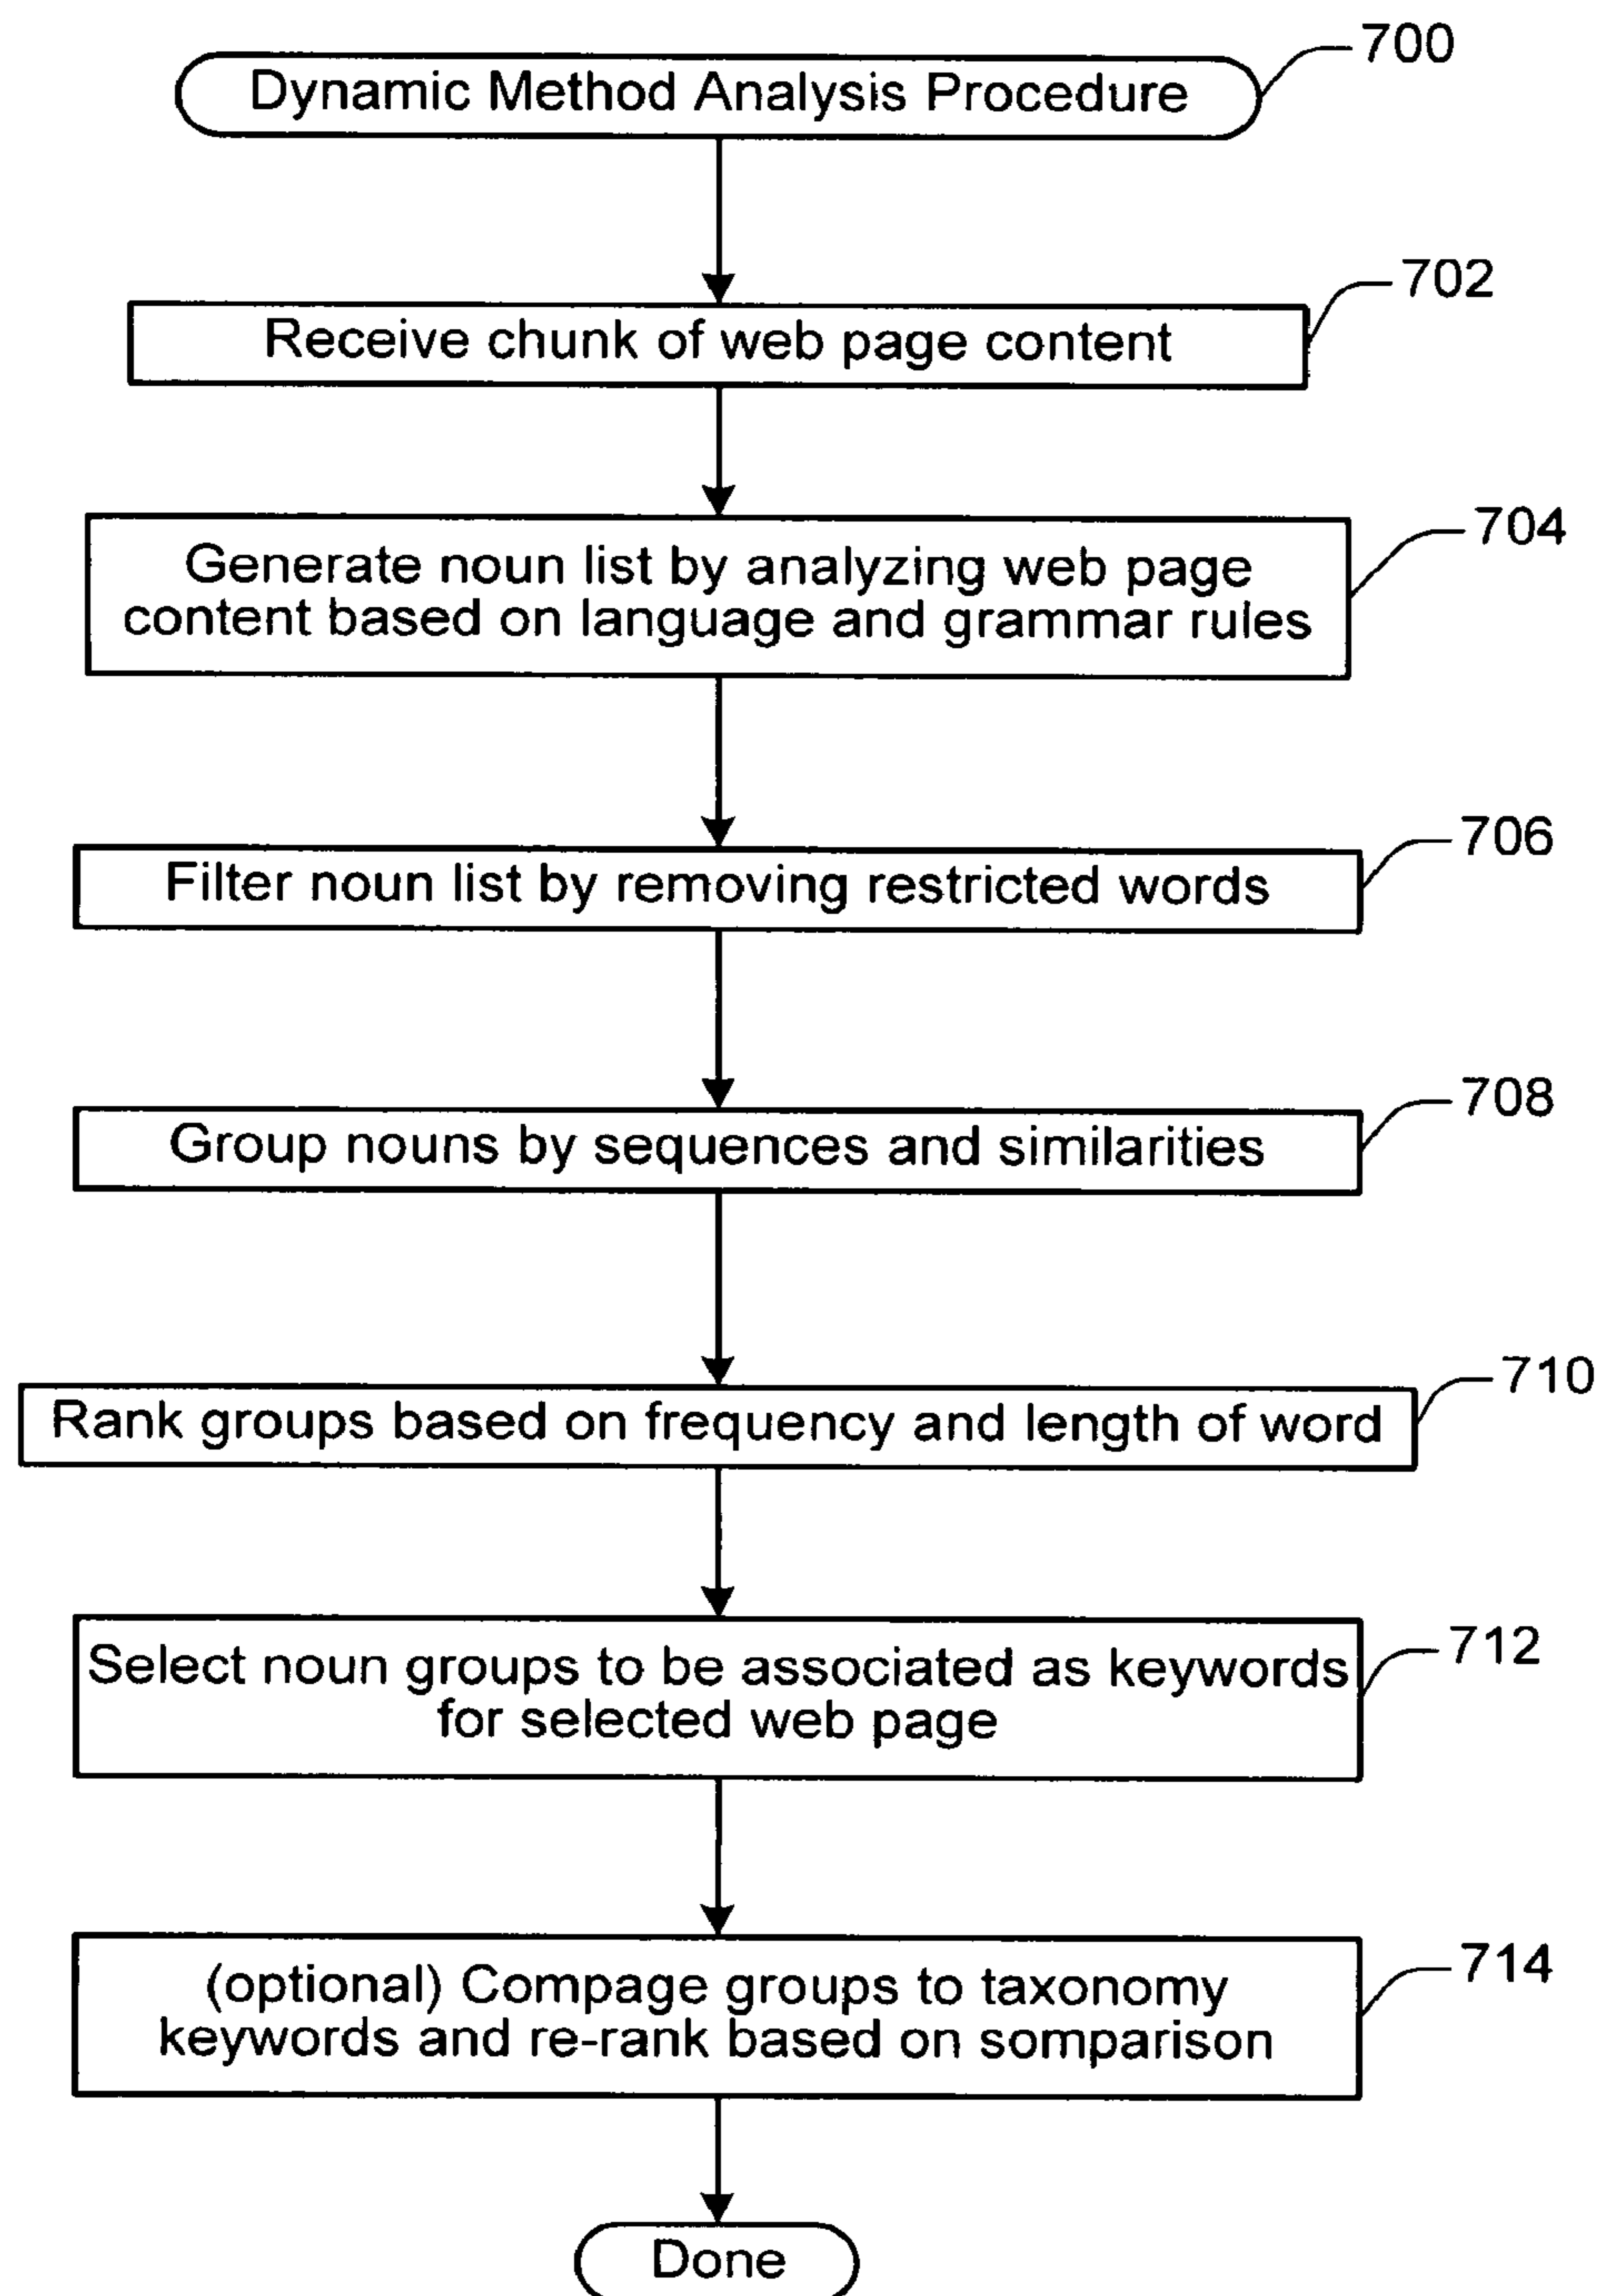 700
Dynamic Method Analysis Procedure
702
Receive chunk of web page content
704
Generate noun list by analyzing web page
content based on language and grammar rules
706
Filter noun list by removing restricted words
708
Group nouns by sequences and similarities
710
Rank groups based on frequency and length of word
712
Select noun groups to be associated as keywords
for selected web page
714
(optional) Compage groups to taxonomy
keywords and re-rank based on somparison
Done